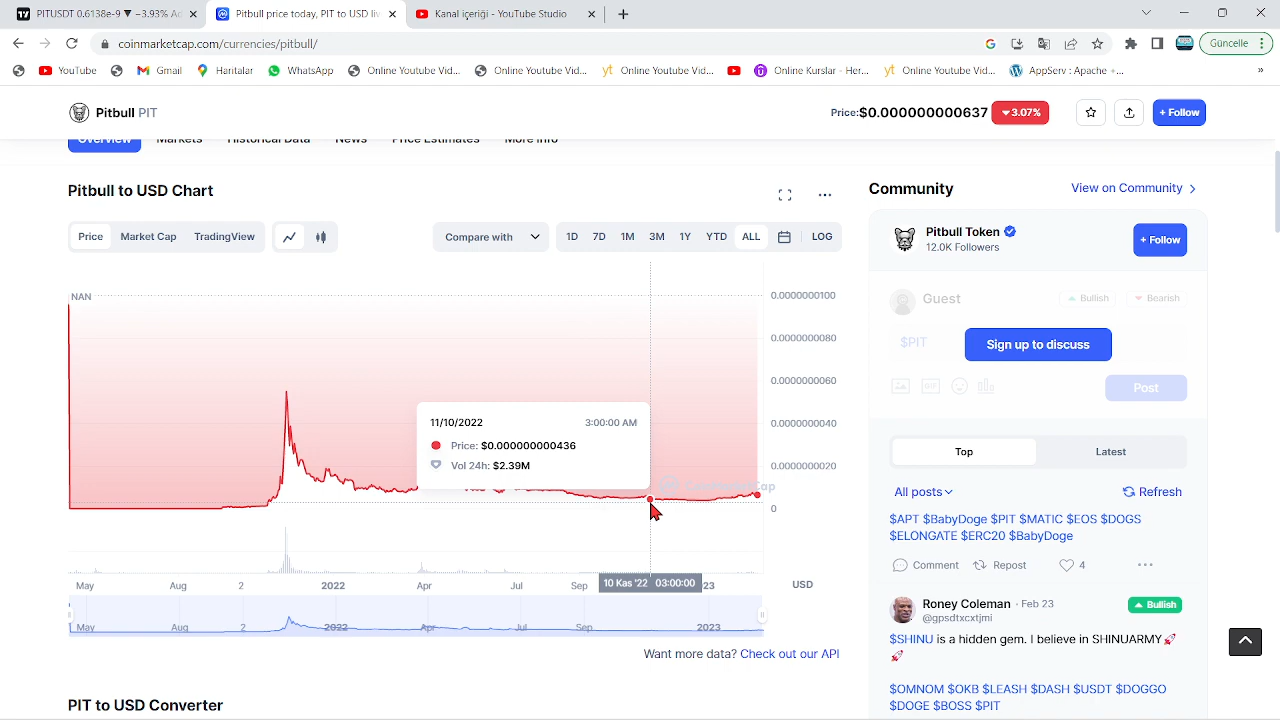 PITUSDT 0.6138e-9 ▼ −3.93% Ad
Pitbull price today, PIT to USD liv
Kanal içeriği - YouTube Studio
coinmarketcap.com/currencies/pitbull/
Güncelle
YouTube
Gmail
Haritalar
WhatsApp
Online Youtube Vid...
Online Youtube Vid...
Online Youtube Vid...
Online Kurslar - Her...
Online Youtube Vid...
AppServ : Apache +...
»
Pitbull PIT
Price:$0.000000000637
3.07%
+ Follow
Overview
Markets
Historical Data
News
Price Estimates
More Info
Pitbull to USD Chart
Price
Market Cap
TradingView
Compare with
1D
7D
1M
3M
1Y
YTD
ALL
LOG
NAN
0.0000000100
0.0000000080
0.0000000060
0.0000000040
0.0000000020
0
11/10/2022 3:00:00 AM
Price: $0.000000000436
Vol 24h: $2.39M
CoinMarketCap
May
Aug
2
2022
Apr
Jul
Sep
10 Kas '22 03:00:00
23
USD
May
Aug
2
2022
Apr
Jul
Sep
2023
Want more data? Check out our API
PIT to USD Converter
Community
View on Community
Pitbull Token
12.0K Followers
+ Follow
Guest
Bullish
Bearish
$PIT
Sign up to discuss
GIF
Post
Top
Latest
All posts
Refresh
$APT $BabyDoge $PIT $MATIC $EOS $DOGS
$ELONGATE $ERC20 $BabyDoge
Comment
Repost
4
Roney Coleman · Feb 23
@gpsdtxcxtjmi
Bullish
$SHINU is a hidden gem. I believe in SHINUARMY🚀
🚀
$OMNOM $OKB $LEASH $DASH $USDT $DOGGO
$DOGE $BOSS $PIT